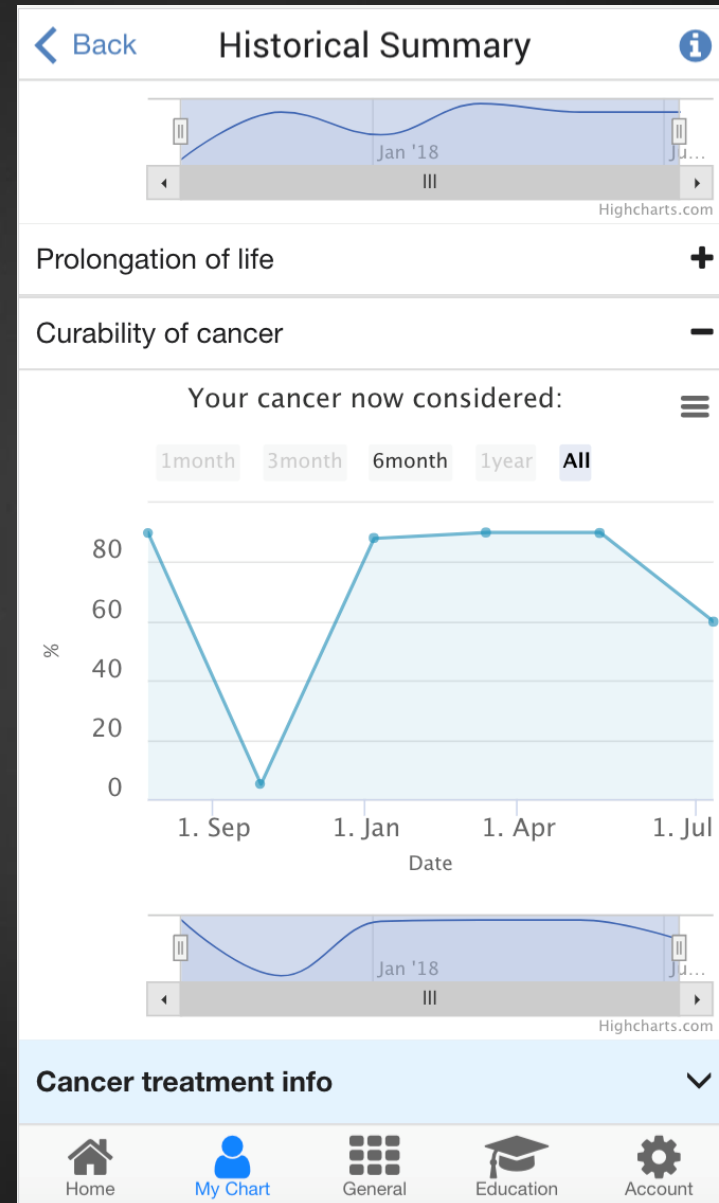 Back Historical Summary
Jan '18 Ju...
Highcharts.com
Prolongation of life
Curability of cancer
Your cancer now considered:
1month 3month 6month 1year All
80
60
%
40
20
0
1. Sep 1. Jan 1. Apr 1. Jul
Date
Jan '18 Ju...
Highcharts.com
Cancer treatment info
Home My Chart General Education Account